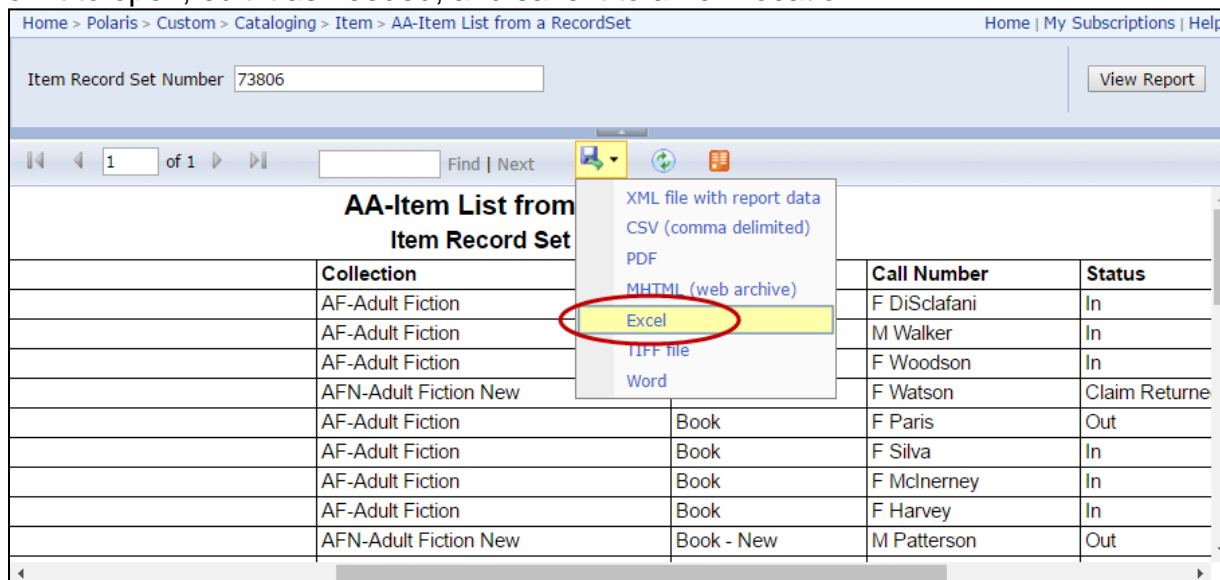 Home > Polaris > Custom > Cataloging > Item > AA-Item List from a RecordSet Home | My Subscriptions | Help
Item Record Set Number 73806 View Report
1 of 1 Find | Next
AA-Item List from
Item Record Set
XML file with report data
CSV (comma delimited)
PDF
MHTML (web archive)
Excel
TIFF file
Word
Collection Call Number Status
AF-Adult Fiction F DiSclafani In
AF-Adult Fiction M Walker In
AF-Adult Fiction F Woodson In
AFN-Adult Fiction New F Watson Claim Returne
AF-Adult Fiction Book F Paris Out
AF-Adult Fiction Book F Silva In
AF-Adult Fiction Book F McInerney In
AF-Adult Fiction Book F Harvey In
AFN-Adult Fiction New Book - New M Patterson Out